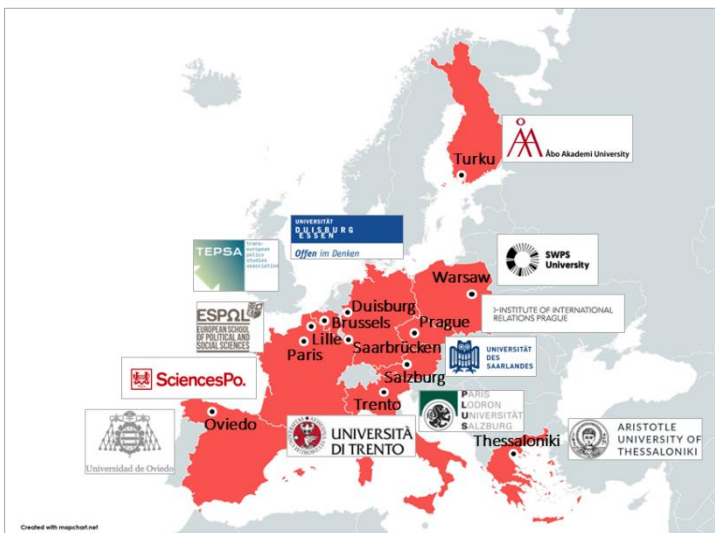 Åbo Akademi University
Turku
UNIVERSITÄT
DUISBURG
ESSEN
Offen im Denken
TEPSA
trans
european
policy
studies
association
SWPS
University
Warsaw
ESPOL
EUROPEAN SCHOOL
OF POLITICAL AND
SOCIAL SCIENCES
Duisburg
Brussels
Prague
>INSTITUTE OF INTERNATIONAL
RELATIONS PRAGUE
Lille
Paris
Saarbrücken
UNIVERSITÄT
DES
SAARLANDES
SciencesPo.
Salzburg
Trento
PARIS
LODRON
UNIVERSITÄT
SALZBURG
Oviedo
Universidad de Oviedo
UNIVERSITÀ
DI TRENTO
Thessaloniki
ARISTOTLE
UNIVERSITY OF
THESSALONIKI
Created with mapchart.net